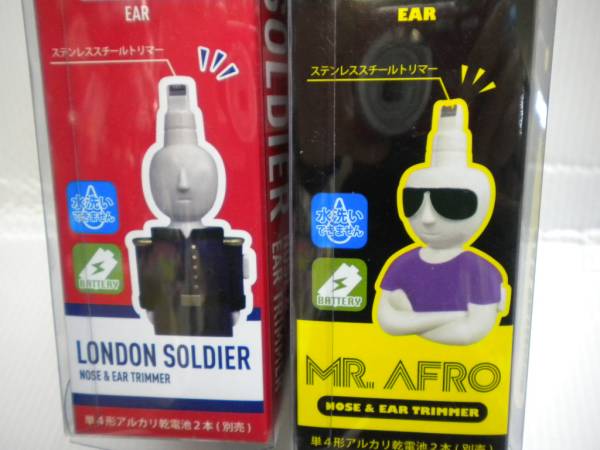 EAR
ステンレススチールトリマー
水洗い
できません
BATTERY
LONDON SOLDIER
NOSE & EAR TRIMMER
単4形アルカリ乾電池2本(別売)
SOLDIER
EAR TRIMMER
EAR
ステンレススチールトリマー
水洗い
できません
BATTERY
MR. AFRO
NOSE & EAR TRIMMER
単4形アルカリ乾電池2本(別売)